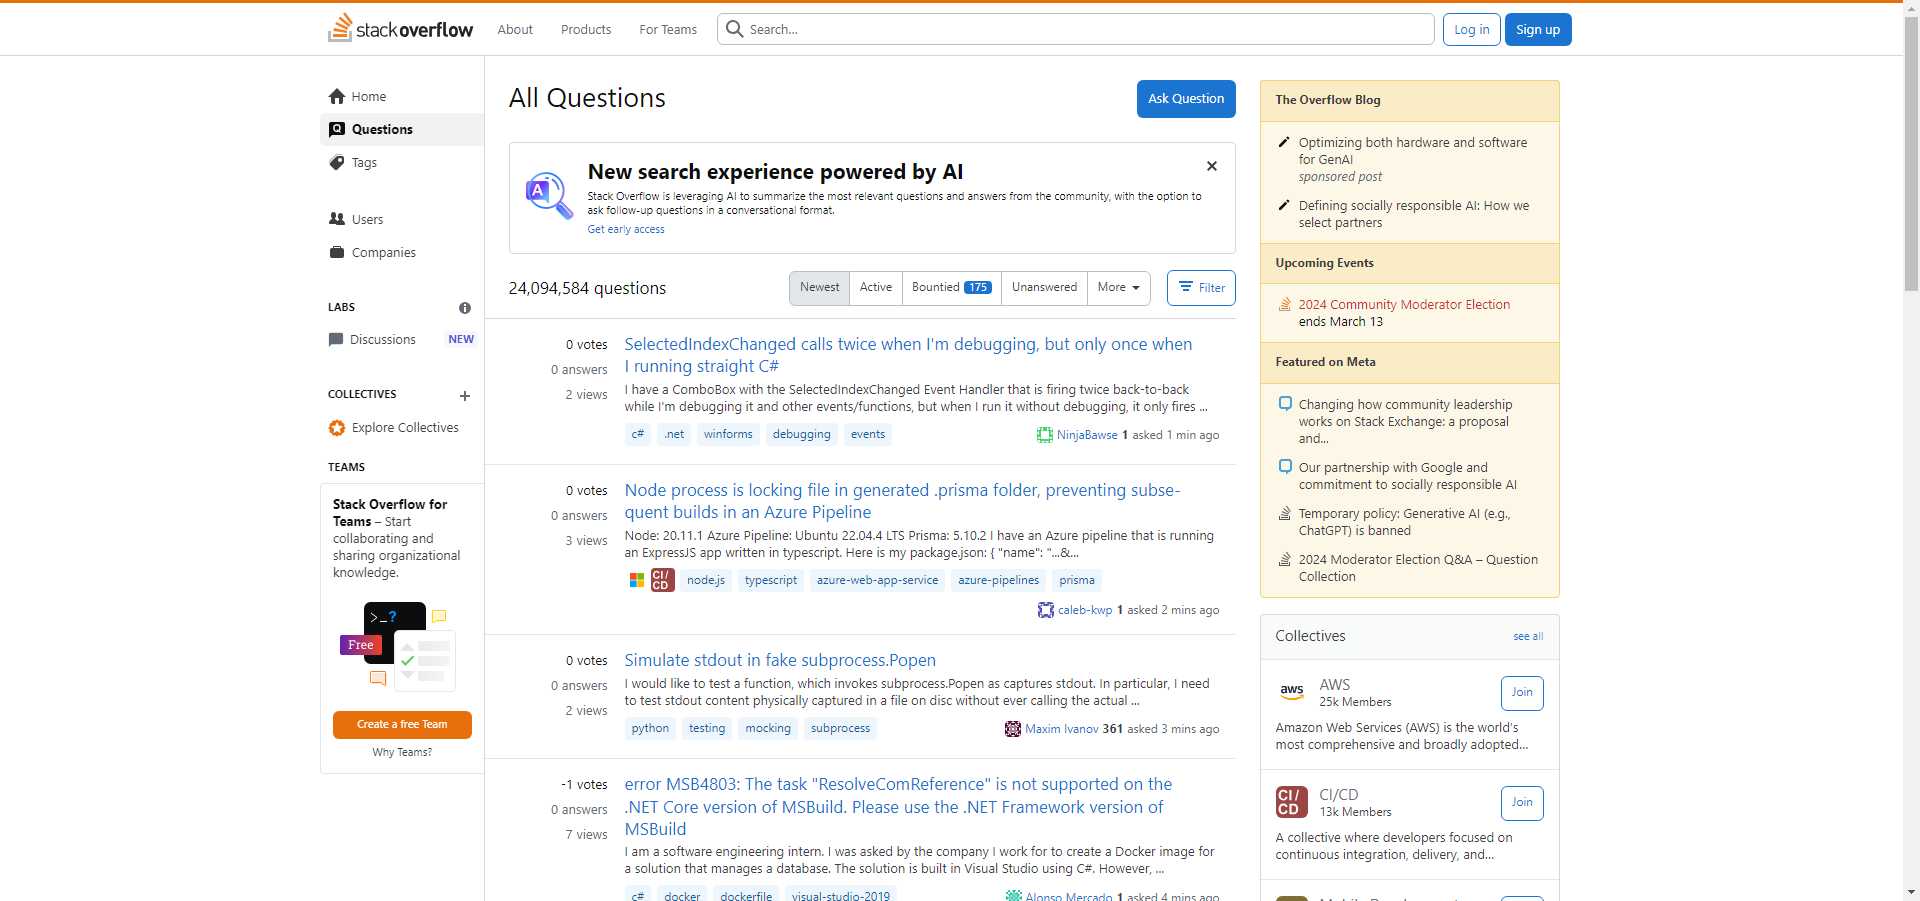 stackoverflow
About
Products
For Teams
Search...
Log in
Sign up
Home
Questions
Tags
Users
Companies
LABS
Discussions
NEW
COLLECTIVES
Explore Collectives
TEAMS
Stack Overflow for
Teams – Start
collaborating and
sharing organizational
knowledge.
>_?
Free
Create a free Team
Why Teams?
All Questions
Ask Question
A
New search experience powered by AI
Stack Overflow is leveraging AI to summarize the most relevant questions and answers from the community, with the option to
ask follow-up questions in a conversational format.
Get early access
24,094,584 questions
Newest
Active
Bountied 175
Unanswered
More
Filter
0 votes
0 answers
2 views
SelectedIndexChanged calls twice when I'm debugging, but only once when
I running straight C#
I have a ComboBox with the SelectedIndexChanged Event Handler that is firing twice back-to-back
while I'm debugging it and other events/functions, but when I run it without debugging, it only fires ...
c#
.net
winforms
debugging
events
NinjaBawse 1 asked 1 min ago
0 votes
0 answers
3 views
Node process is locking file in generated .prisma folder, preventing subse-
quent builds in an Azure Pipeline
Node: 20.11.1 Azure Pipeline: Ubuntu 22.04.4 LTS Prisma: 5.10.2 I have an Azure pipeline that is running
an ExpressJS app written in typescript. Here is my package.json: { "name": "...&...
CI/
CD
node.js
typescript
azure-web-app-service
azure-pipelines
prisma
caleb-kwp 1 asked 2 mins ago
0 votes
0 answers
2 views
Simulate stdout in fake subprocess.Popen
I would like to test a function, which invokes subprocess.Popen as captures stdout. In particular, I need
to test stdout content physically captured in a file on disc without ever calling the actual ...
python
testing
mocking
subprocess
Maxim Ivanov 361 asked 3 mins ago
-1 votes
0 answers
7 views
error MSB4803: The task "ResolveComReference" is not supported on the
.NET Core version of MSBuild. Please use the .NET Framework version of
MSBuild
I am a software engineering intern. I was asked by the company I work for to create a Docker image for
a solution that manages a database. The solution is built in Visual Studio using C#. However, ...
c#
docker
dockerfile
visual-studio-2019
Alonso Mercado 1 asked 4 mins ago
The Overflow Blog
Optimizing both hardware and software
for GenAI
sponsored post
Defining socially responsible AI: How we
select partners
Upcoming Events
2024 Community Moderator Election
ends March 13
Featured on Meta
Changing how community leadership
works on Stack Exchange: a proposal
and...
Our partnership with Google and
commitment to socially responsible AI
Temporary policy: Generative AI (e.g.,
ChatGPT) is banned
2024 Moderator Election Q&A – Question
Collection
Collectives
see all
aws
AWS
25k Members
Join
Amazon Web Services (AWS) is the world's
most comprehensive and broadly adopted...
CI/
CD
CI/CD
13k Members
Join
A collective where developers focused on
continuous integration, delivery, and...